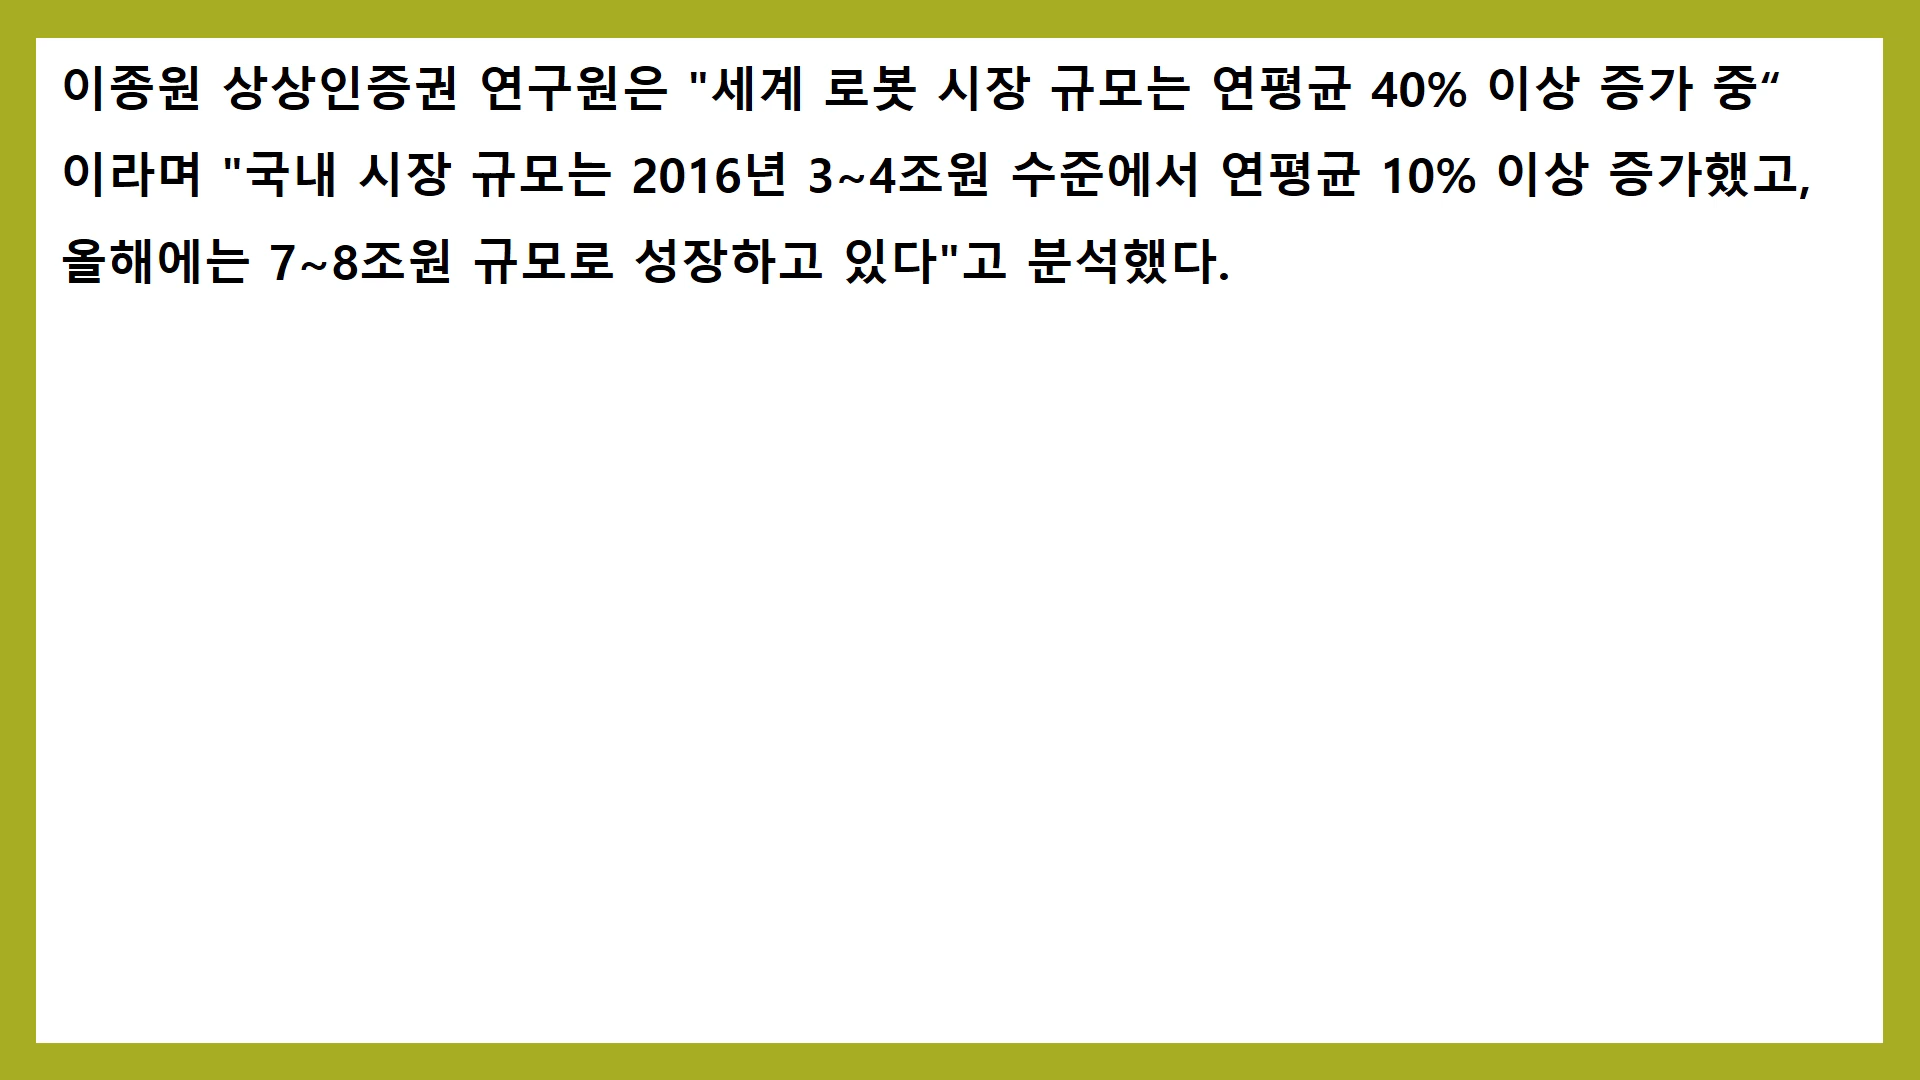 이종원 상상인증권 연구원은 "세계 로봇 시장 규모는 연평균 40% 이상 증가 중“
이라며 "국내 시장 규모는 2016년 3~4조원 수준에서 연평균 10% 이상 증가했고,
올해에는 7~8조원 규모로 성장하고 있다"고 분석했다.